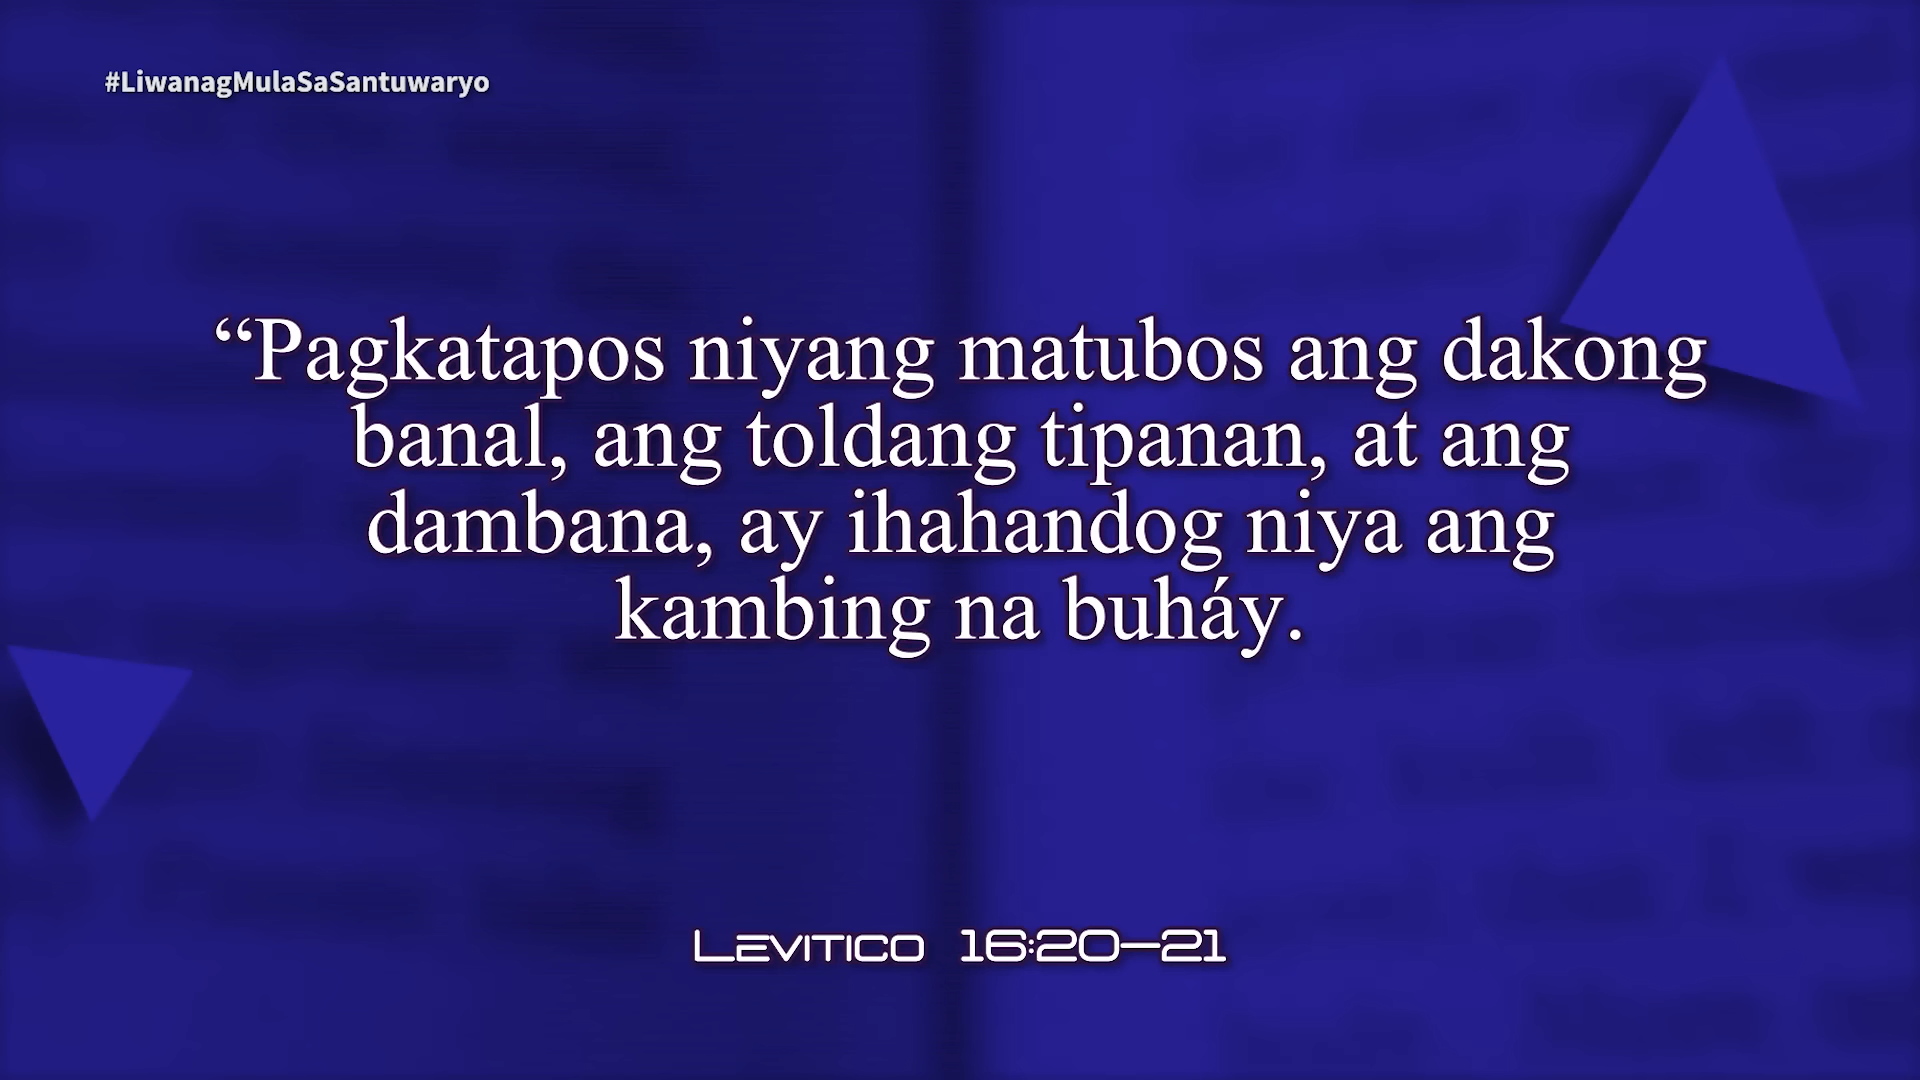 #LiwanagMulaSaSantuwaryo
“Pagkatapos niyang matubos ang dakong
banal, ang toldang tipanan, at ang
dambana, ay ihahandog niya ang
kambing na buháy.
Levitico 16:20–21